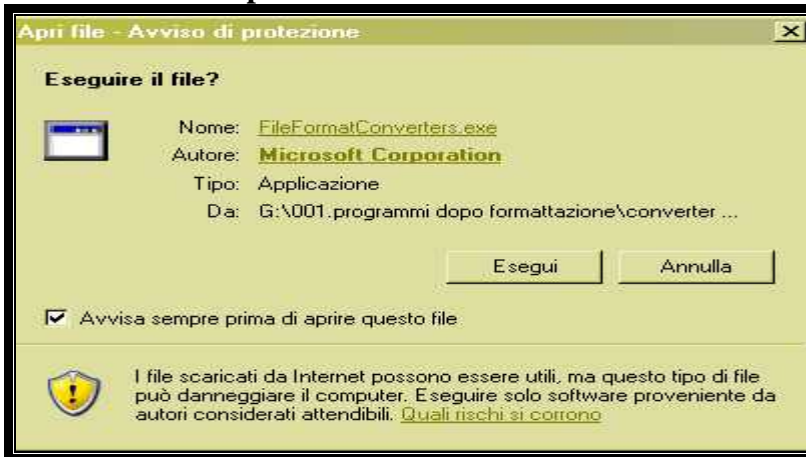 Apri file - Avviso di protezione
Eseguire il file?
Nome: FileFormatConverters.exe
Autore: Microsoft Corporation
Tipo: Applicazione
Da: G:\001.programmi dopo formattazione\converter ...
Esegui Annulla
Avvisa sempre prima di aprire questo file
I file scaricati da Internet possono essere utili, ma questo tipo di file
può danneggiare il computer. Eseguire solo software proveniente da
autori considerati attendibili. Quali rischi si corrono